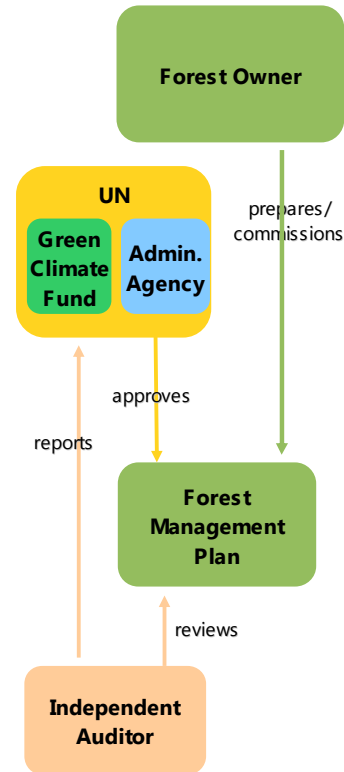 Forest Owner
UN
Green
Climate
Fund
Admin.
Agency
prepares/
commissions
approves
reports
Forest
Management
Plan
reviews
Independent
Auditor